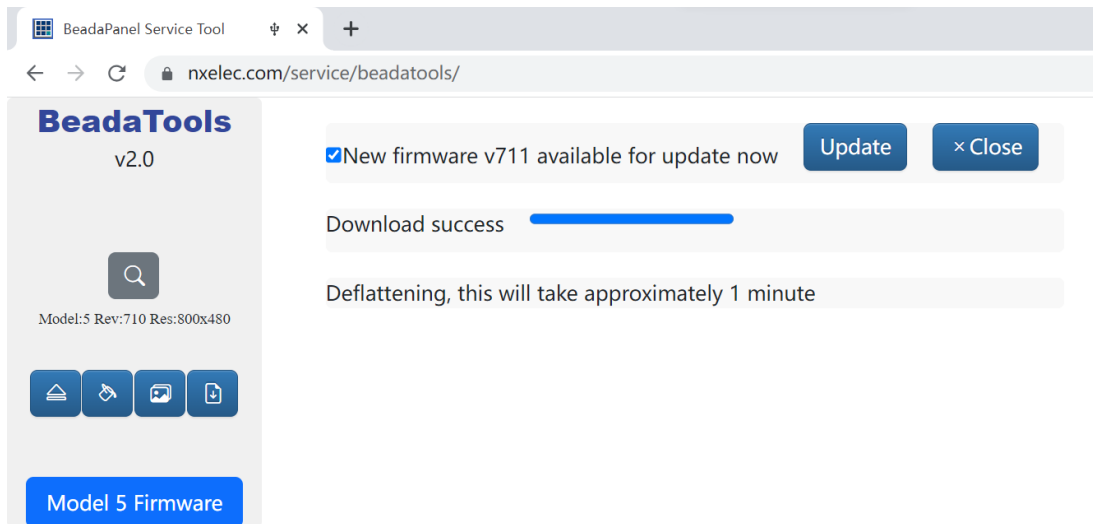 BeadaPanel Service Tool
nxelec.com/service/beadatools/
BeadaTools
v2.0
Model:5 Rev:710 Res:800x480
Model 5 Firmware
New firmware v711 available for update now
Update
× Close
Download success
Deflattening, this will take approximately 1 minute